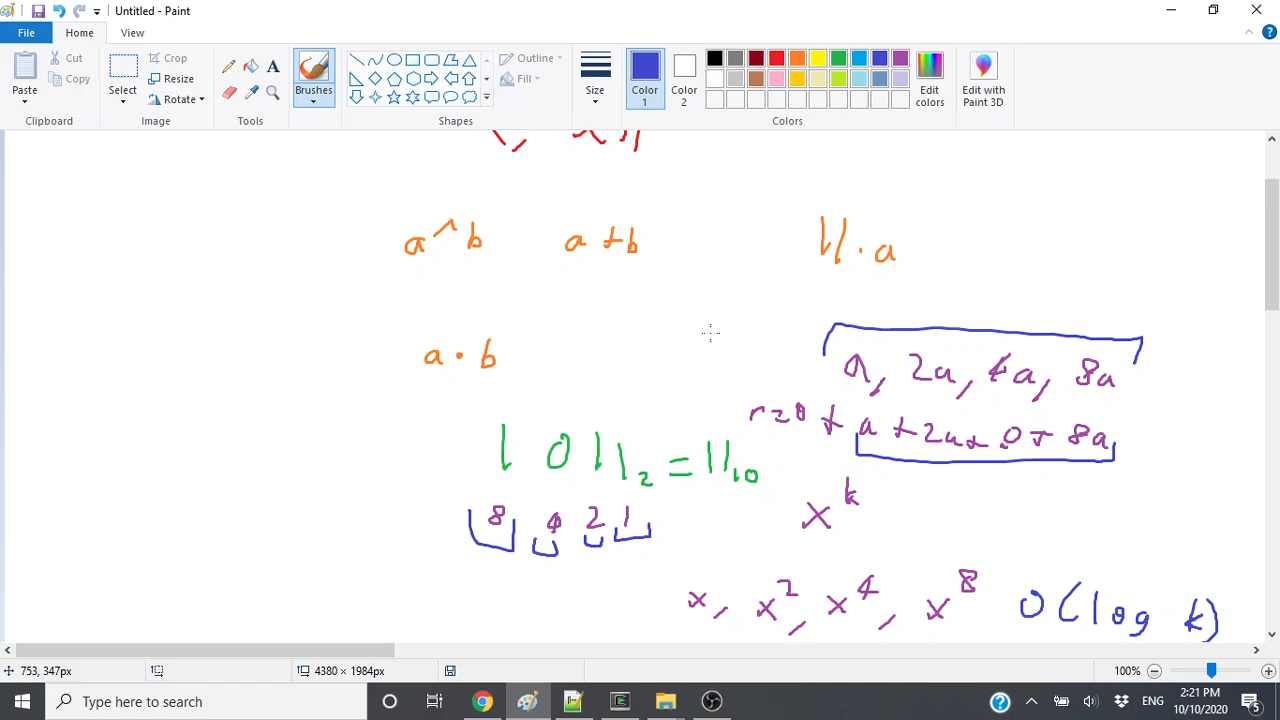 Untitled - Paint
File Home View
Paste
Cut
Copy
Clipboard
Select
Crop
Resize
Rotate
Image
A
Tools
Brushes
Outline
Fill
Shapes
Size
Color 1
Color 2
Edit colors
Edit with Paint 3D
Colors
a^b a+b 11·a
a·b
a, 2a, 4a, 8a
r=0 + a+2a+0+8a
1 0 1 1₂ = 11₁₀
8 4 2 1
x^k
x, x², x⁴, x⁸ O(log k)
753, 347px
4380 × 1984px
100%
Type here to search
ENG
2:21 PM
10/10/2020
5